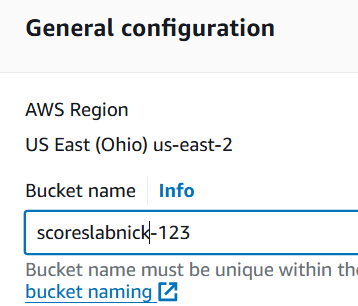 General configuration
AWS Region
US East (Ohio) us-east-2
Bucket name Info
scoreslabnick-123
Bucket name must be unique within the
bucket naming